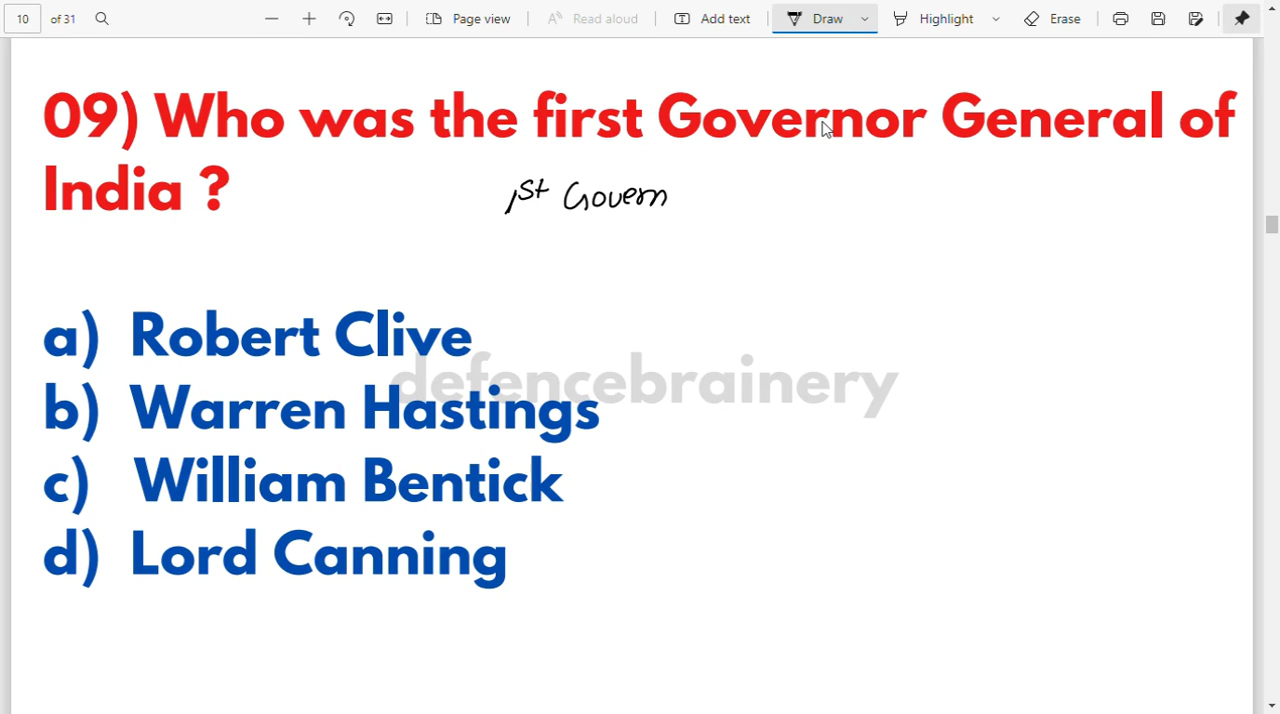 10 of 31 Page view Read aloud Add text Draw Highlight Erase
09) Who was the first Governor General of
India ?
1st Govern
a) Robert Clive
defencebrainery
b) Warren Hastings
c) William Bentick
d) Lord Canning